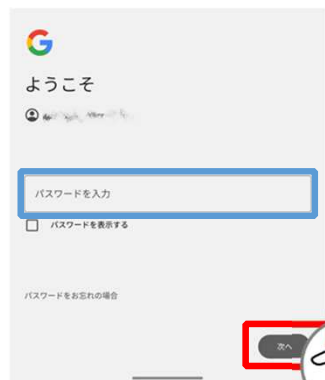 ようこそ
パスワードを入力
パスワードを表示する
パスワードをお忘れの場合
次へ